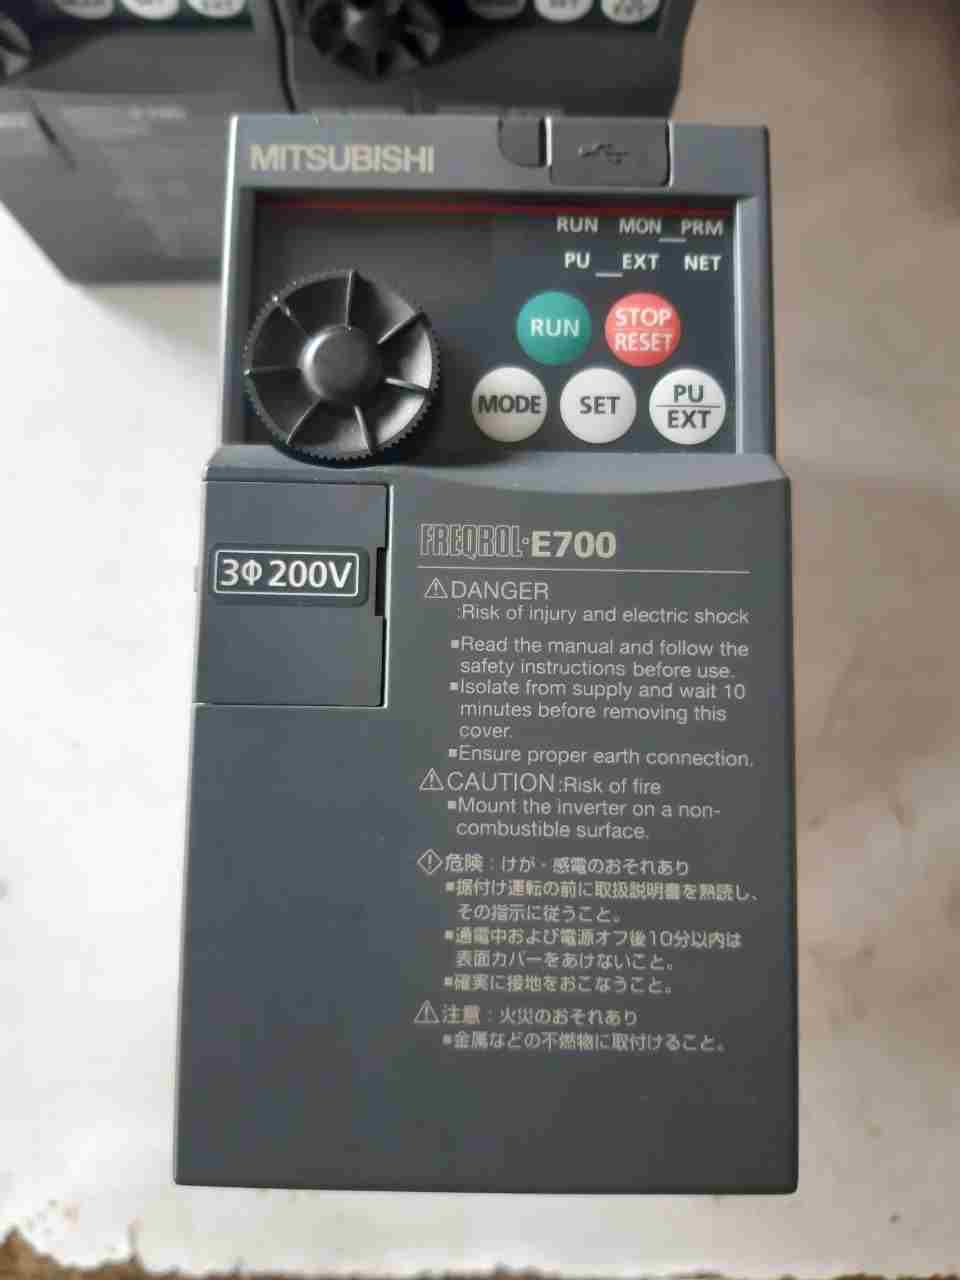 MITSUBISHI
RUN MON PRM
PU EXT NET
RUN
STOP
RESET
MODE
SET
PU
EXT
FREQROL-E700
3Φ 200V
DANGER
:Risk of injury and electric shock
▪Read the manual and follow the
safety instructions before use.
▪Isolate from supply and wait 10
minutes before removing this
cover.
▪Ensure proper earth connection.
CAUTION:Risk of fire
▪Mount the inverter on a non-
combustible surface.
危険：けが・感電のおそれあり
▪据付け運転の前に取扱説明書を熟読し、
その指示に従うこと。
▪通電中および電源オフ後10分以内は
表面カバーをあけないこと。
▪確実に接地をおこなうこと。
注意：火災のおそれあり
▪金属などの不燃物に取付けること。